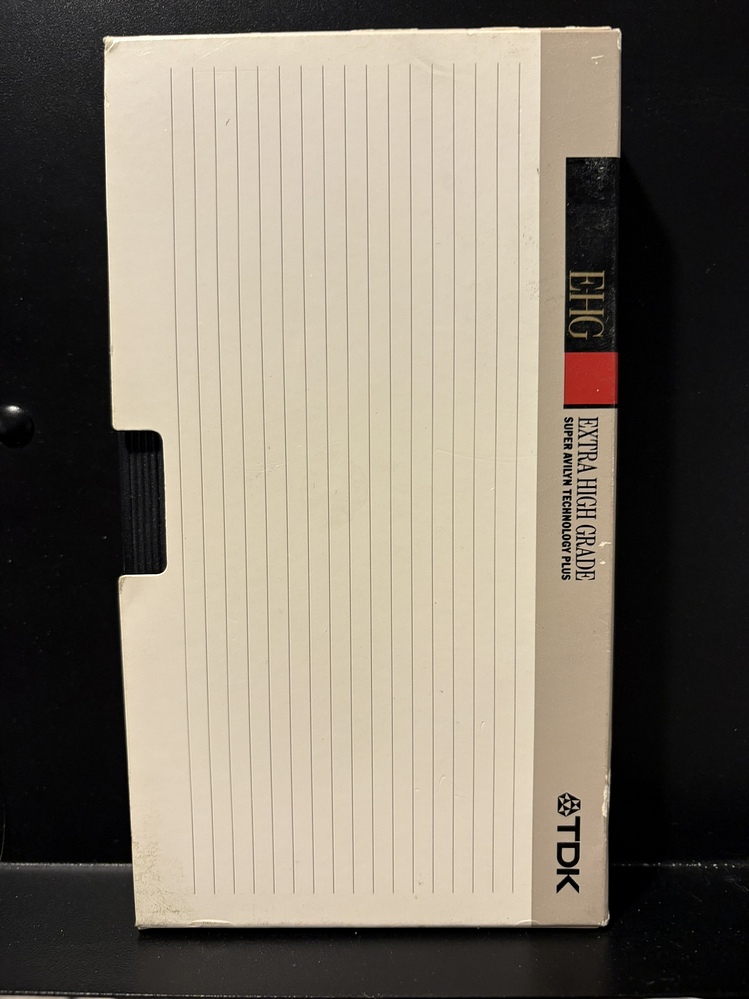 EHG
EXTRA HIGH GRADE
SUPER AVILYN TECHNOLOGY PLUS
TDK